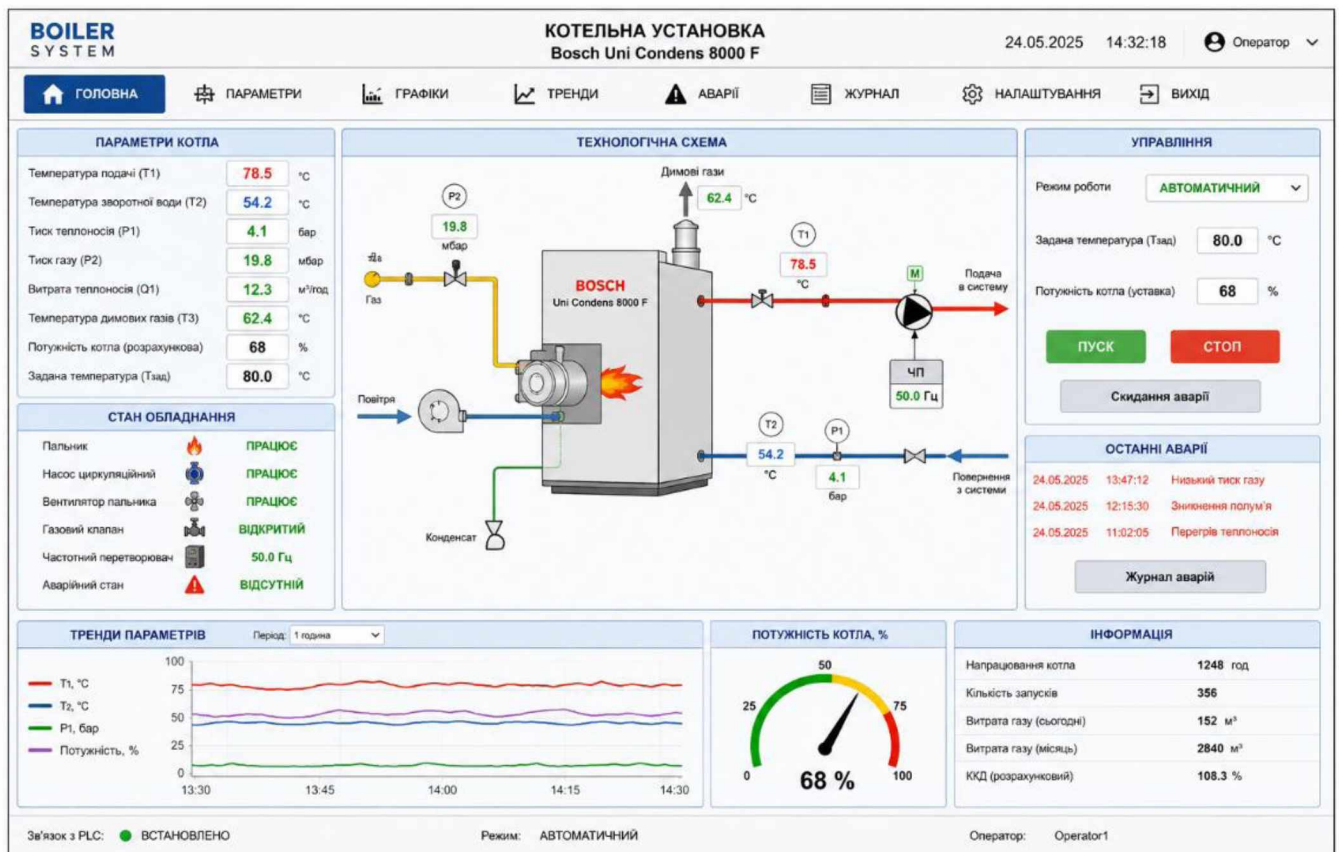 BOILER
SYSTEM
КОТЕЛЬНА УСТАНОВКА
Bosch Uni Condens 8000 F
24.05.2025 14:32:18 Оператор
ГОЛОВНА ПАРАМЕТРИ ГРАФІКИ ТРЕНДИ АВАРІЇ ЖУРНАЛ НАЛАШТУВАННЯ ВИХІД
ПАРАМЕТРИ КОТЛА
Температура подачі (T1) 78.5 °C
Температура зворотної води (T2) 54.2 °C
Тиск теплоносія (P1) 4.1 бар
Тиск газу (P2) 19.8 мбар
Витрата теплоносія (Q1) 12.3 м³/год
Температура димових газів (T3) 62.4 °C
Потужність котла (розрахункова) 68 %
Задана температура (Тзад) 80.0 °C
СТАН ОБЛАДНАННЯ
Пальник ПРАЦЮЄ
Насос циркуляційний ПРАЦЮЄ
Вентилятор пальника ПРАЦЮЄ
Газовий клапан ВІДКРИТИЙ
Частотний перетворювач 50.0 Гц
Аварійний стан ВІДСУТНІЙ
ТЕХНОЛОГІЧНА СХЕМА
Димові гази
62.4 °C
P2
19.8
мбар
Газ
BOSCH
Uni Condens 8000 F
T1
78.5
°C
M
Подача
в систему
ЧП
50.0 Гц
Повітря
T2
54.2
°C
P1
4.1
бар
Повернення
з системи
Конденсат
УПРАВЛІННЯ
Режим роботи АВТОМАТИЧНИЙ
Задана температура (Тзад) 80.0 °C
Потужність котла (уставка) 68 %
ПУСК СТОП
Скидання аварії
ОСТАННІ АВАРІЇ
24.05.2025 13:47:12 Низький тиск газу
24.05.2025 12:15:30 Зникнення полум'я
24.05.2025 11:02:05 Перегрів теплоносія
Журнал аварій
ТРЕНДИ ПАРАМЕТРІВ Період: 1 година
T1, °C
T2, °C
P1, бар
Потужність, %
100
75
50
25
0
13:30 13:45 14:00 14:15 14:30
ПОТУЖНІСТЬ КОТЛА, %
50
25 75
0 68 % 100
ІНФОРМАЦІЯ
Напрацювання котла 1248 год
Кількість запусків 356
Витрата газу (сьогодні) 152 м³
Витрата газу (місяць) 2840 м³
ККД (розрахунковий) 108.3 %
Зв'язок з PLC: ВСТАНОВЛЕНО Режим: АВТОМАТИЧНИЙ Оператор: Operator1